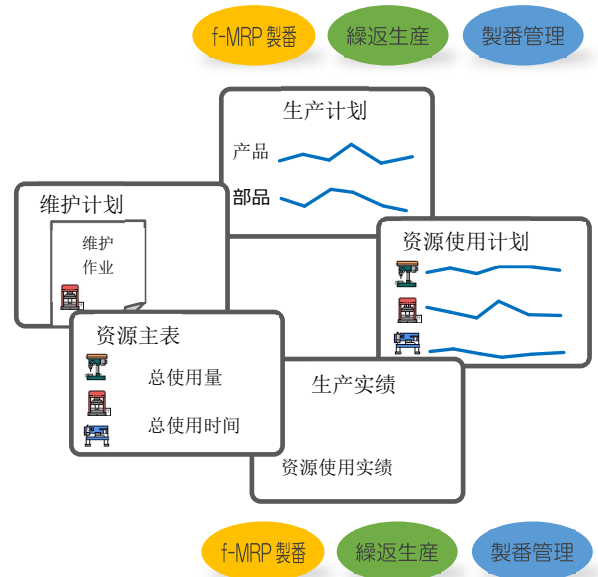 f-MRP 製番
繰返生産
製番管理
生产计划
产品
部品
维护计划
维护
作业
资源使用计划
资源主表
总使用量
总使用时间
生产实绩
资源使用实绩
f-MRP 製番
繰返生産
製番管理